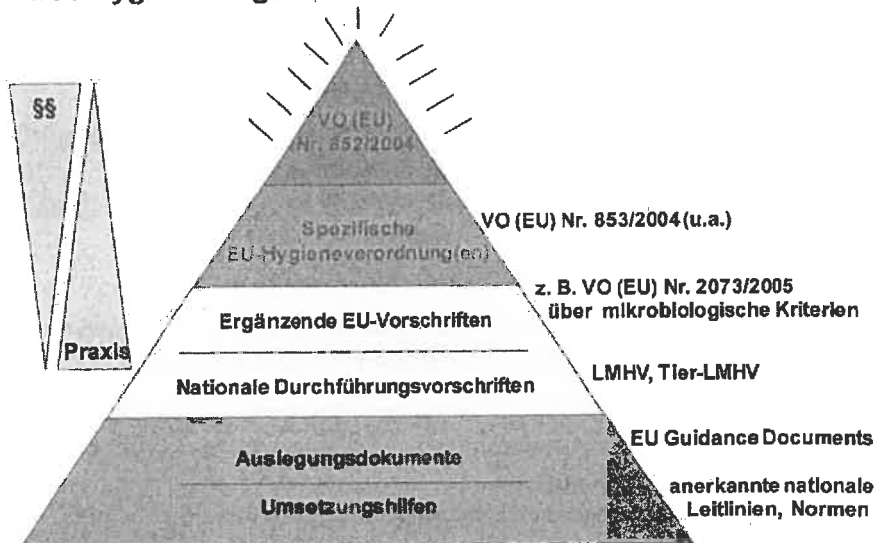 §§
Praxis
VO (EU)
Nr. 852/2004
Spezifische
EU-Hygieneverordnung(en)
VO (EU) Nr. 853/2004 (u.a.)
z. B. VO (EU) Nr. 2073/2005
über mikrobiologische Kriterien
Ergänzende EU-Vorschriften
Nationale Durchführungsvorschriften
LMHV, Tier-LMHV
EU Guidance Documents
Auslegungsdokumente
Umsetzungshilfen
anerkannte nationale
Leitlinien, Normen